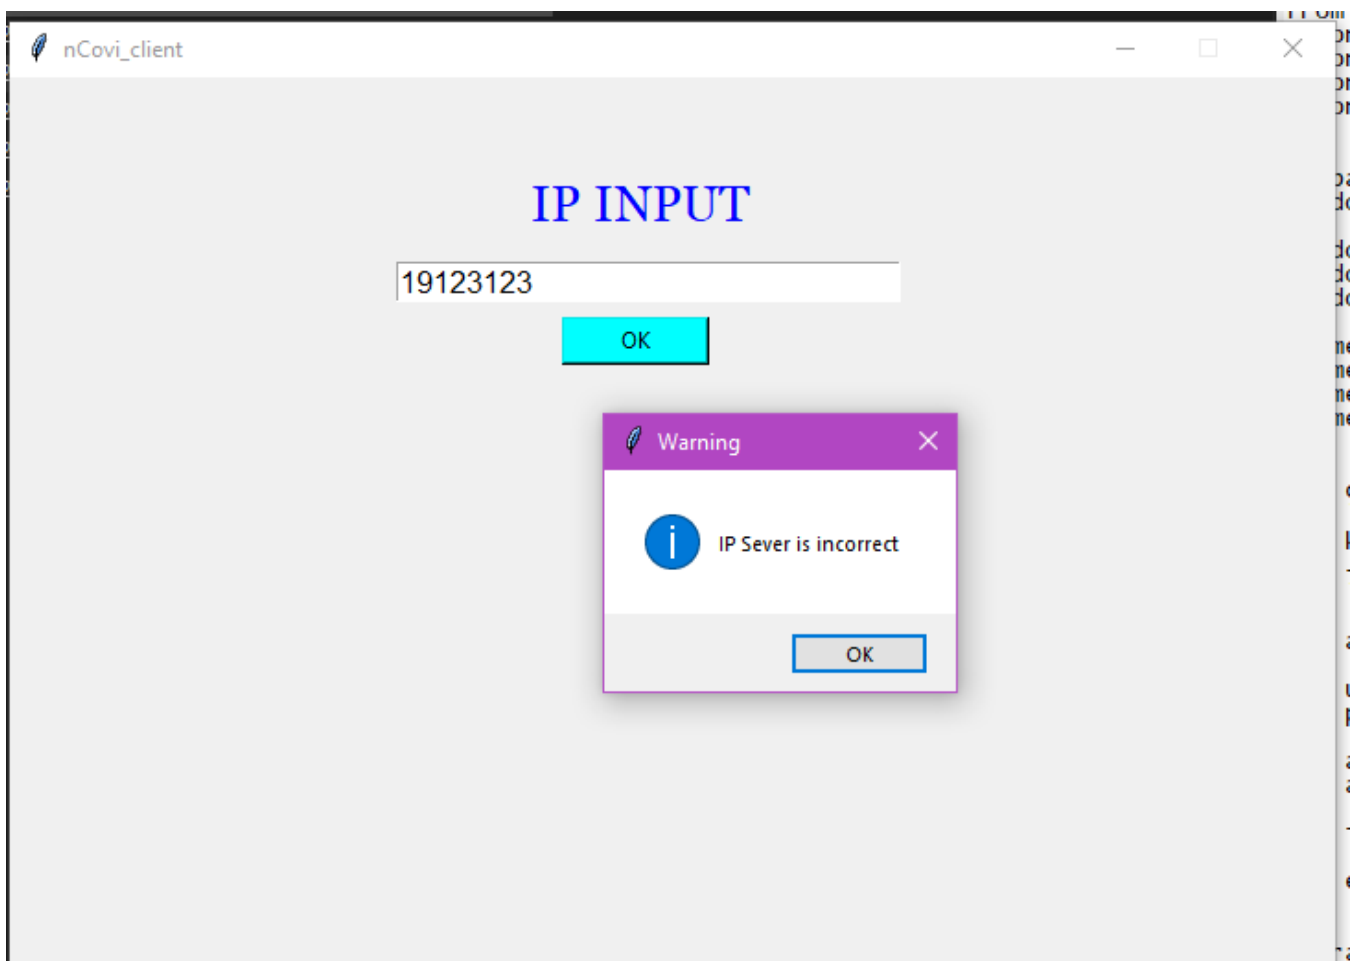 nCovi_client
IP INPUT
19123123
OK
Warning
IP Sever is incorrect
OK